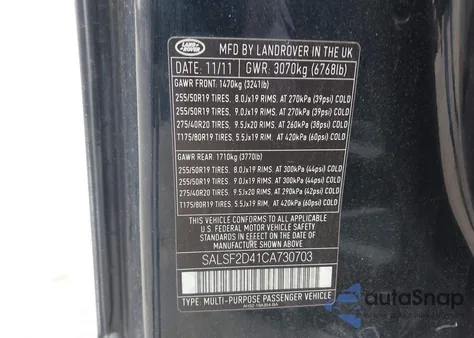 LAND ROVER
MFD BY LANDROVER IN THE UK
DATE: 11/11 GWR: 3070kg (6768lb)
GAWR FRONT: 1470kg (3241lb)
255/50R19 TIRES. 8.0Jx19 RIMS. AT 270kPA (39psi) COLD
255/50R19 TIRES. 9.0Jx19 RIMS. AT 270kPA (39psi) COLD
275/40R20 TIRES. 9.5Jx20 RIMS. AT 260kPA (38psi) COLD
T175/80R19 TIRES. 5.5Jx19 RIM. AT 420kPA (60psi) COLD
GAWR REAR: 1710kg (3770lb)
255/50R19 TIRES. 8.0Jx19 RIMS. AT 300kPA (44psi) COLD
255/50R19 TIRES. 9.0Jx19 RIMS. AT 300kPA (44psi) COLD
275/40R20 TIRES. 9.5Jx20 RIMS. AT 290kPA (42psi) COLD
T175/80R19 TIRES. 5.5Jx19 RIM. AT 420kPA (60psi) COLD
THIS VEHICLE CONFORMS TO ALL APPLICABLE
U.S. FEDERAL MOTOR VEHICLE SAFETY
STANDARDS IN EFFECT ON THE DATE OF
MANUFACTURE SHOWN ABOVE.
SALSF2D41CA730703
TYPE: MULTI-PURPOSE PASSENGER VEHICLE
autoSnap